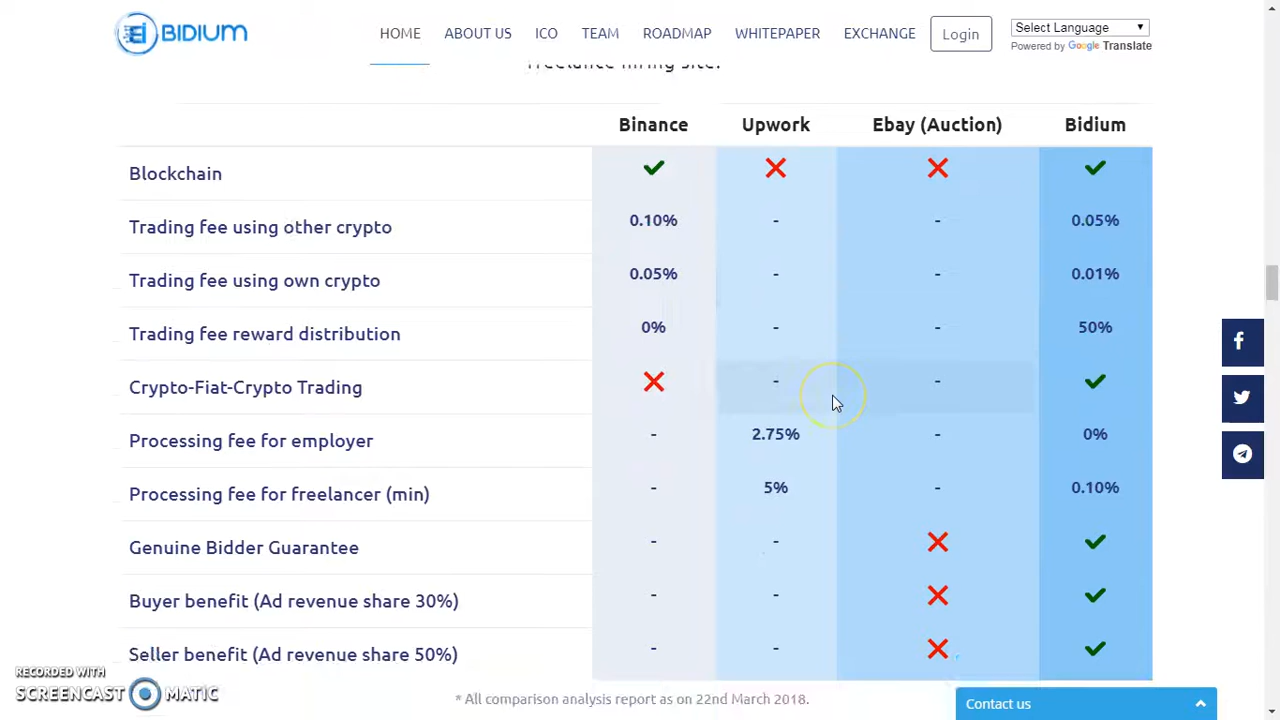 BIDIUM
HOME ABOUT US ICO TEAM ROADMAP WHITEPAPER EXCHANGE Login
Select Language
Powered by Google Translate
freelance hiring site.
Binance Upwork Ebay (Auction) Bidium
Blockchain
Trading fee using other crypto 0.10% - - 0.05%
Trading fee using own crypto 0.05% - - 0.01%
Trading fee reward distribution 0% - - 50%
Crypto-Fiat-Crypto Trading - -
Processing fee for employer - 2.75% - 0%
Processing fee for freelancer (min) - 5% - 0.10%
Genuine Bidder Guarantee - -
Buyer benefit (Ad revenue share 30%) - -
Seller benefit (Ad revenue share 50%) - -
* All comparison analysis report as on 22nd March 2018.
Contact us
RECORDED WITH
SCREENCAST MATIC